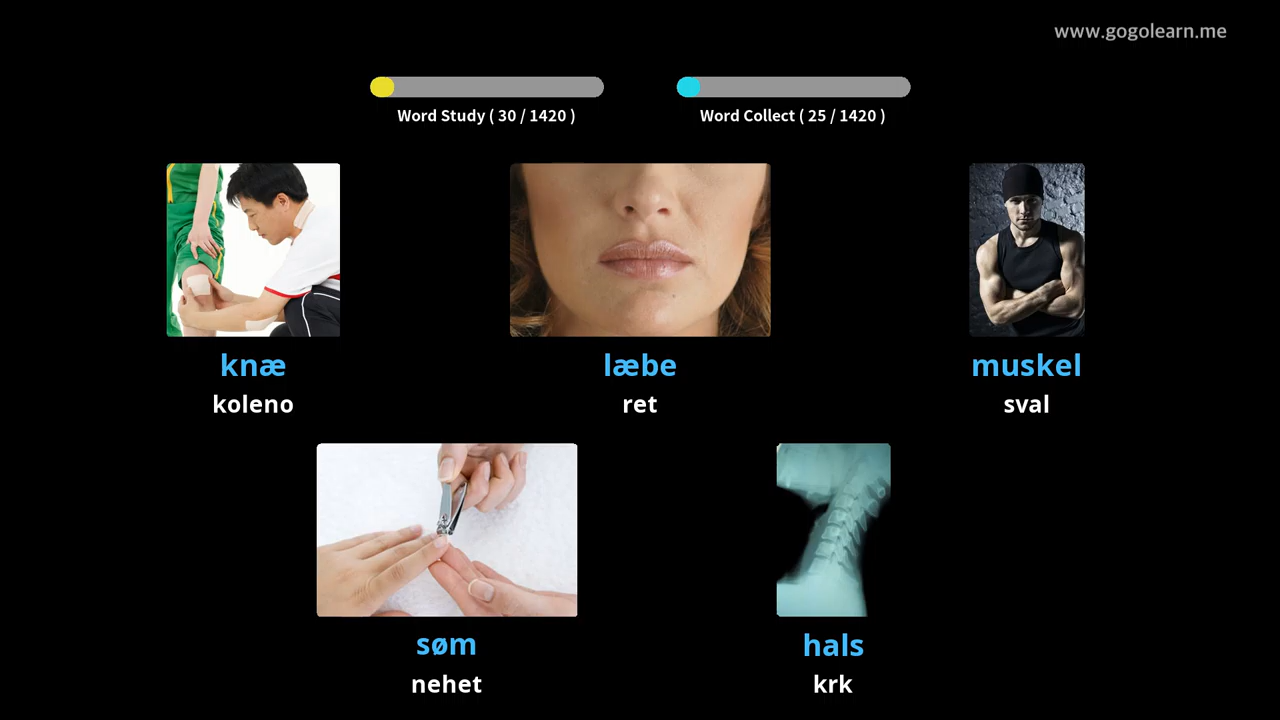 www.gogolearn.me
Word Study ( 30 / 1420 )
Word Collect ( 25 / 1420 )
knæ
koleno
læbe
ret
muskel
sval
søm
nehet
hals
krk